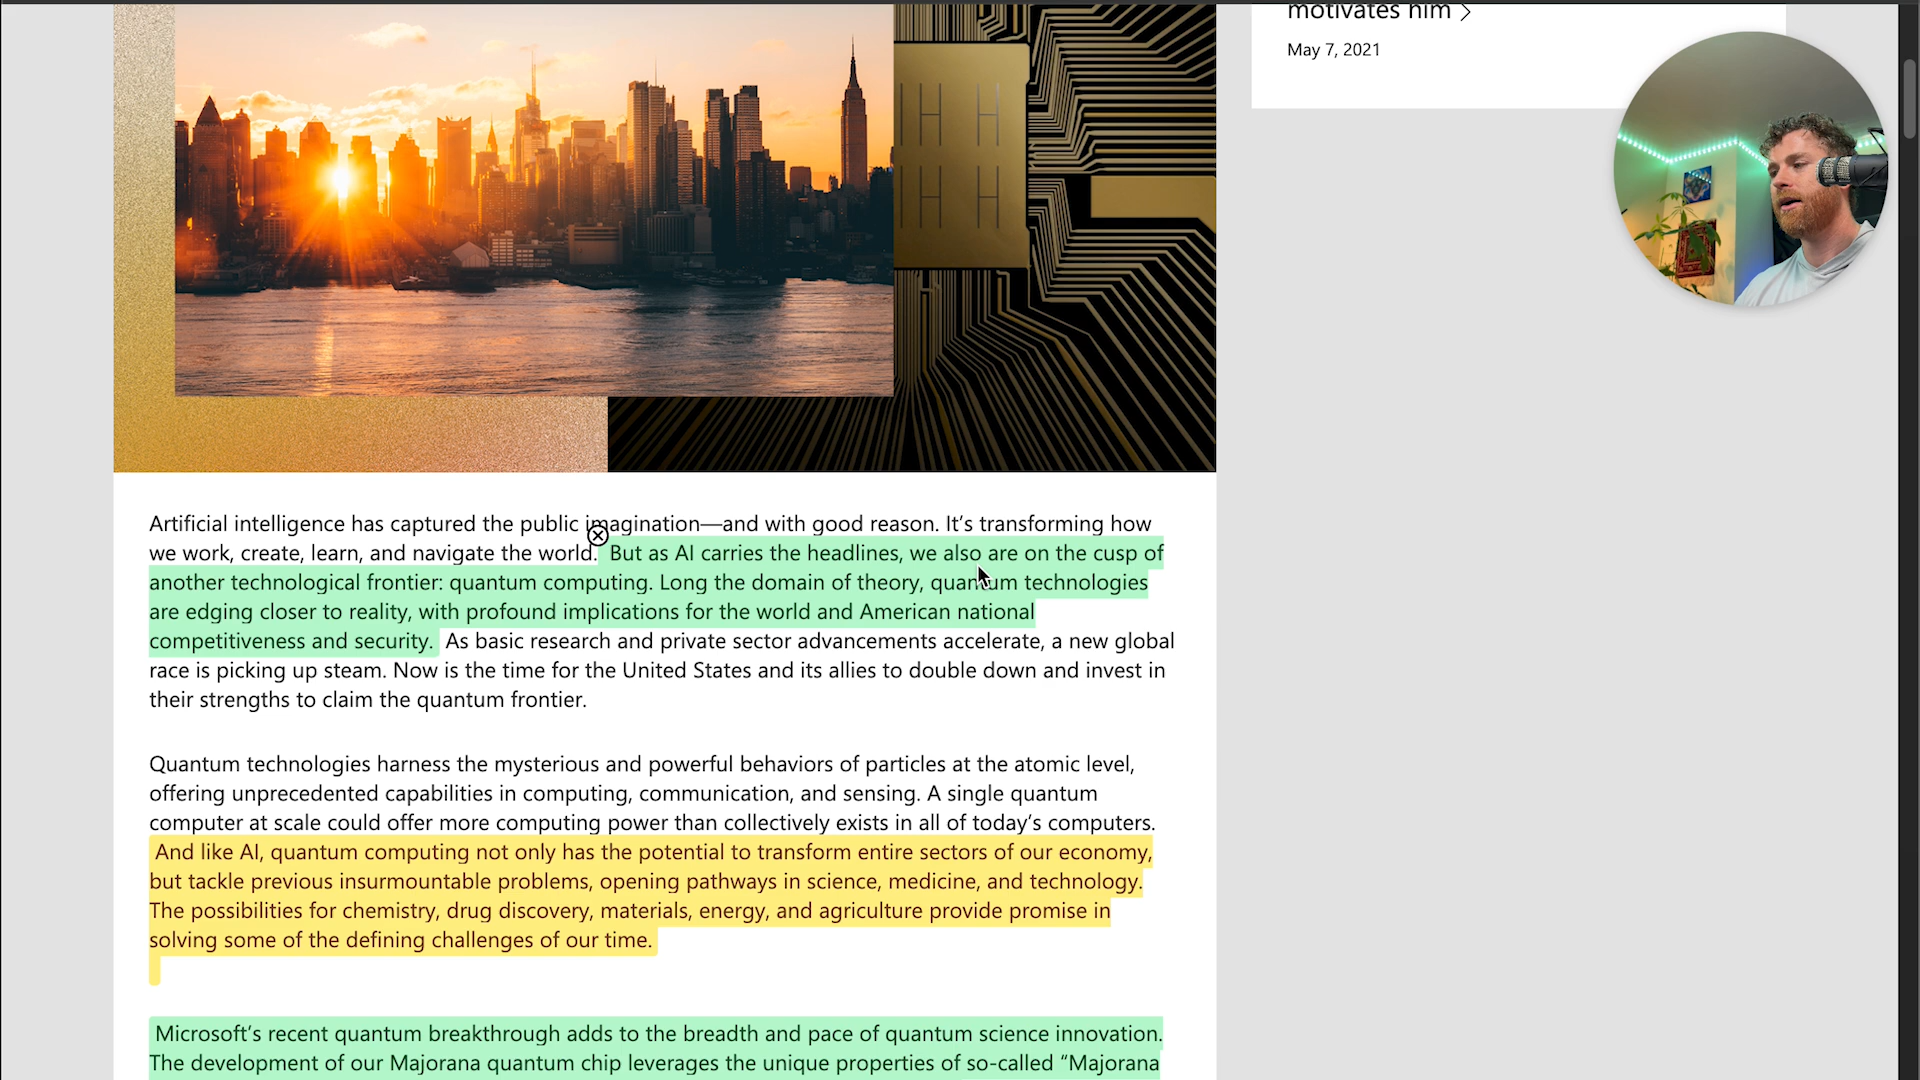 motivates him >
May 7, 2021
Artificial intelligence has captured the public imagination—and with good reason. It’s transforming how
we work, create, learn, and navigate the world. But as AI carries the headlines, we also are on the cusp of
another technological frontier: quantum computing. Long the domain of theory, quantum technologies
are edging closer to reality, with profound implications for the world and American national
competitiveness and security. As basic research and private sector advancements accelerate, a new global
race is picking up steam. Now is the time for the United States and its allies to double down and invest in
their strengths to claim the quantum frontier.
Quantum technologies harness the mysterious and powerful behaviors of particles at the atomic level,
offering unprecedented capabilities in computing, communication, and sensing. A single quantum
computer at scale could offer more computing power than collectively exists in all of today’s computers.
And like AI, quantum computing not only has the potential to transform entire sectors of our economy,
but tackle previous insurmountable problems, opening pathways in science, medicine, and technology.
The possibilities for chemistry, drug discovery, materials, energy, and agriculture provide promise in
solving some of the defining challenges of our time.
Microsoft’s recent quantum breakthrough adds to the breadth and pace of quantum science innovation.
The development of our Majorana quantum chip leverages the unique properties of so-called “Majorana